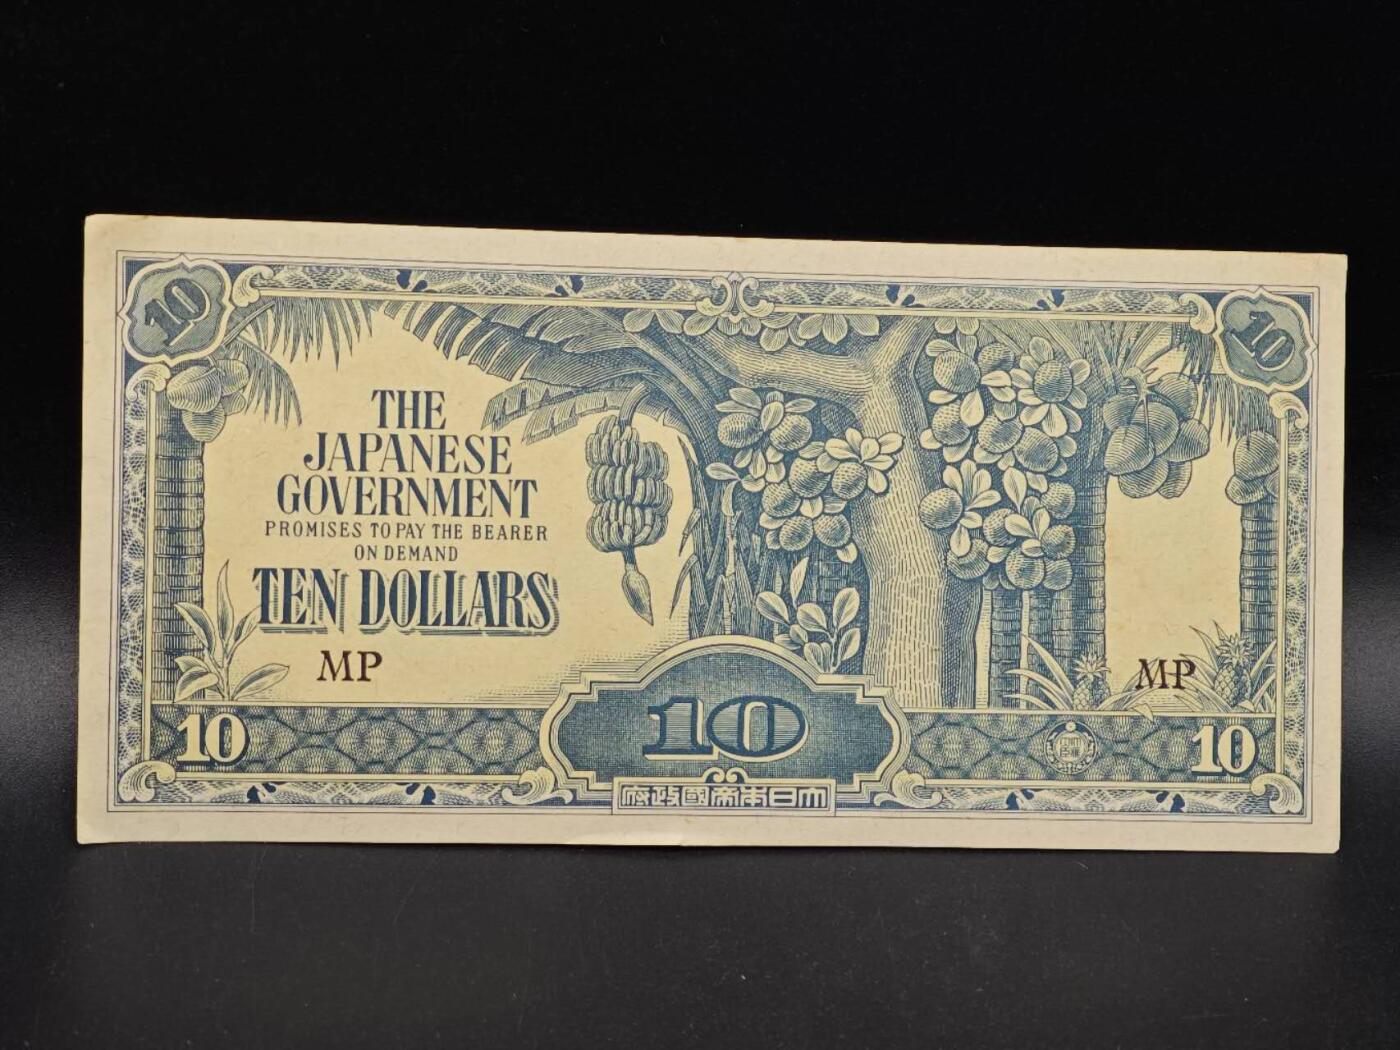 10 10
THE
JAPANESE
GOVERNMENT
PROMISES TO PAY THE BEARER
ON DEMAND
TEN DOLLARS
MP MP
10 10 10
府政國帝本日大